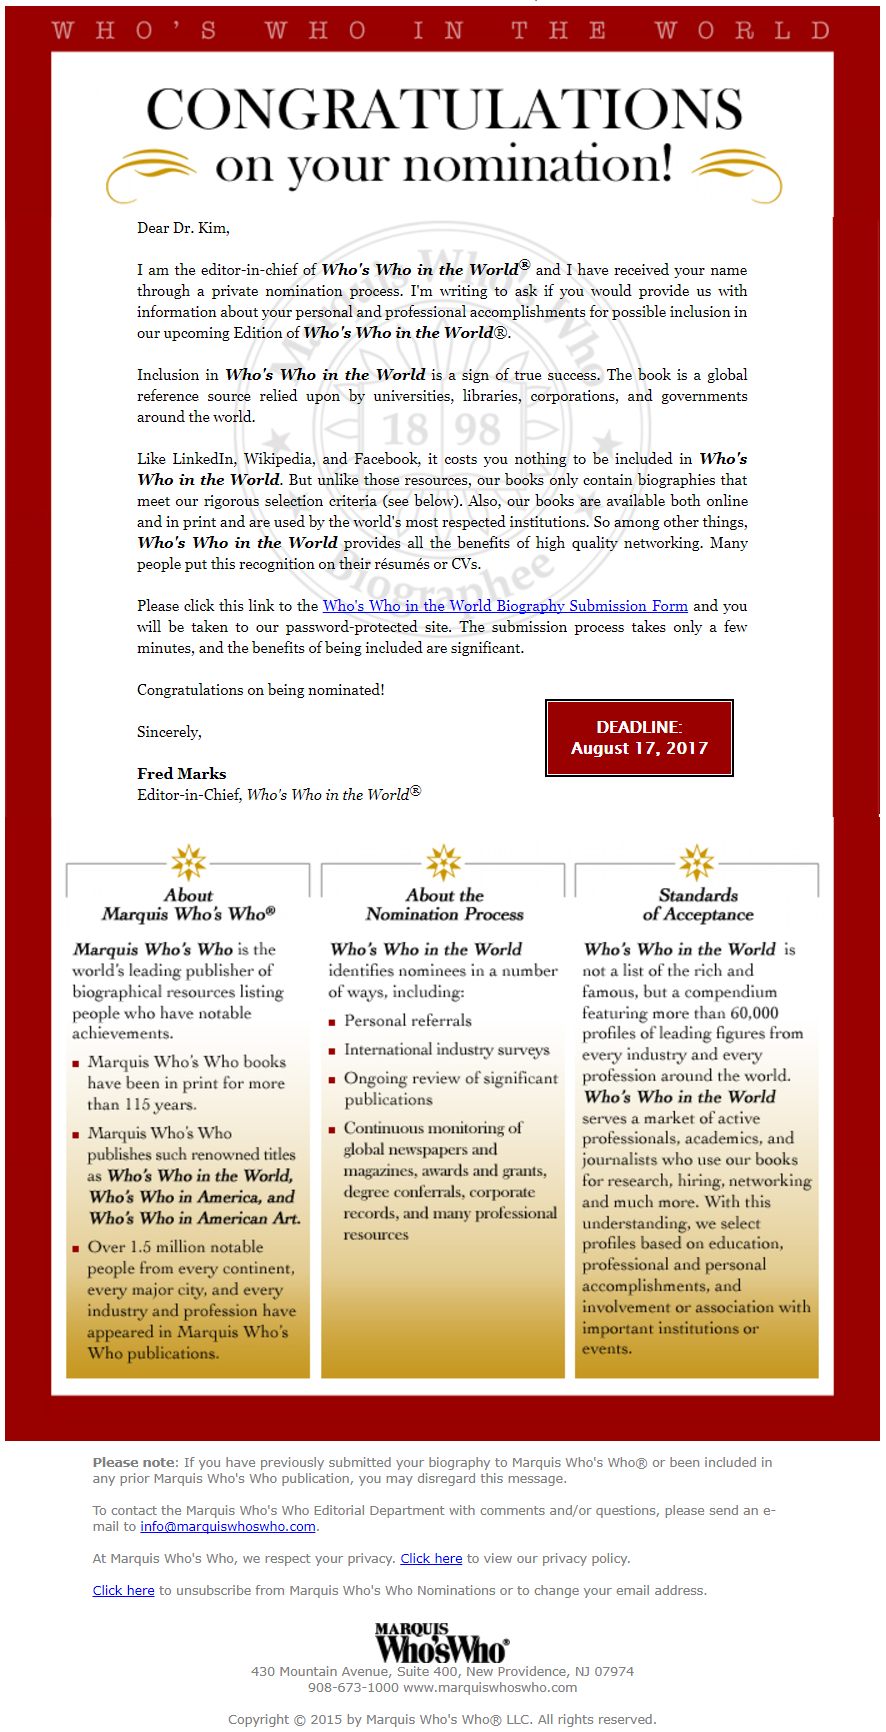 WHO'S WHO IN THE WORLD
CONGRATULATIONS
on your nomination!
Dear Dr. Kim,
I am the editor-in-chief of Who's Who in the World® and I have received your name
through a private nomination process. I'm writing to ask if you would provide us with
information about your personal and professional accomplishments for possible inclusion in
our upcoming Edition of Who's Who in the World®.
Inclusion in Who's Who in the World is a sign of true success. The book is a global
reference source relied upon by universities, libraries, corporations, and governments
around the world.
Like LinkedIn, Wikipedia, and Facebook, it costs you nothing to be included in Who's
Who in the World. But unlike those resources, our books only contain biographies that
meet our rigorous selection criteria (see below). Also, our books are available both online
and in print and are used by the world's most respected institutions. So among other things,
Who's Who in the World provides all the benefits of high quality networking. Many
people put this recognition on their résumés or CVs.
Please click this link to the Who's Who in the World Biography Submission Form and you
will be taken to our password-protected site. The submission process takes only a few
minutes, and the benefits of being included are significant.
Congratulations on being nominated!
Sincerely,
Fred Marks
Editor-in-Chief, Who's Who in the World®
DEADLINE:
August 17, 2017
Marquis Who's Who
1898
Biographee
About
Marquis Who's Who®
Marquis Who's Who is the
world's leading publisher of
biographical resources listing
people who have notable
achievements.
■ Marquis Who's Who books
have been in print for more
than 115 years.
■ Marquis Who's Who
publishes such renowned titles
as Who's Who in the World,
Who's Who in America, and
Who's Who in American Art.
■ Over 1.5 million notable
people from every continent,
every major city, and every
industry and profession have
appeared in Marquis Who's
Who publications.
About the
Nomination Process
Who's Who in the World
identifies nominees in a number
of ways, including:
■ Personal referrals
■ International industry surveys
■ Ongoing review of significant
publications
■ Continuous monitoring of
global newspapers and
magazines, awards and grants,
degree conferrals, corporate
records, and many professional
resources
Standards
of Acceptance
Who's Who in the World is
not a list of the rich and
famous, but a compendium
featuring more than 60,000
profiles of leading figures from
every industry and every
profession around the world.
Who's Who in the World
serves a market of active
professionals, academics, and
journalists who use our books
for research, hiring, networking
and much more. With this
understanding, we select
profiles based on education,
professional and personal
accomplishments, and
involvement or association with
important institutions or
events.
Please note: If you have previously submitted your biography to Marquis Who's Who® or been included in
any prior Marquis Who's Who publication, you may disregard this message.
To contact the Marquis Who's Who Editorial Department with comments and/or questions, please send an e-
mail to info@marquiswhoswho.com.
At Marquis Who's Who, we respect your privacy. Click here to view our privacy policy.
Click here to unsubscribe from Marquis Who's Who Nominations or to change your email address.
MARQUIS
Who'sWho®
430 Mountain Avenue, Suite 400, New Providence, NJ 07974
908-673-1000 www.marquiswhoswho.com
Copyright © 2015 by Marquis Who's Who® LLC. All rights reserved.